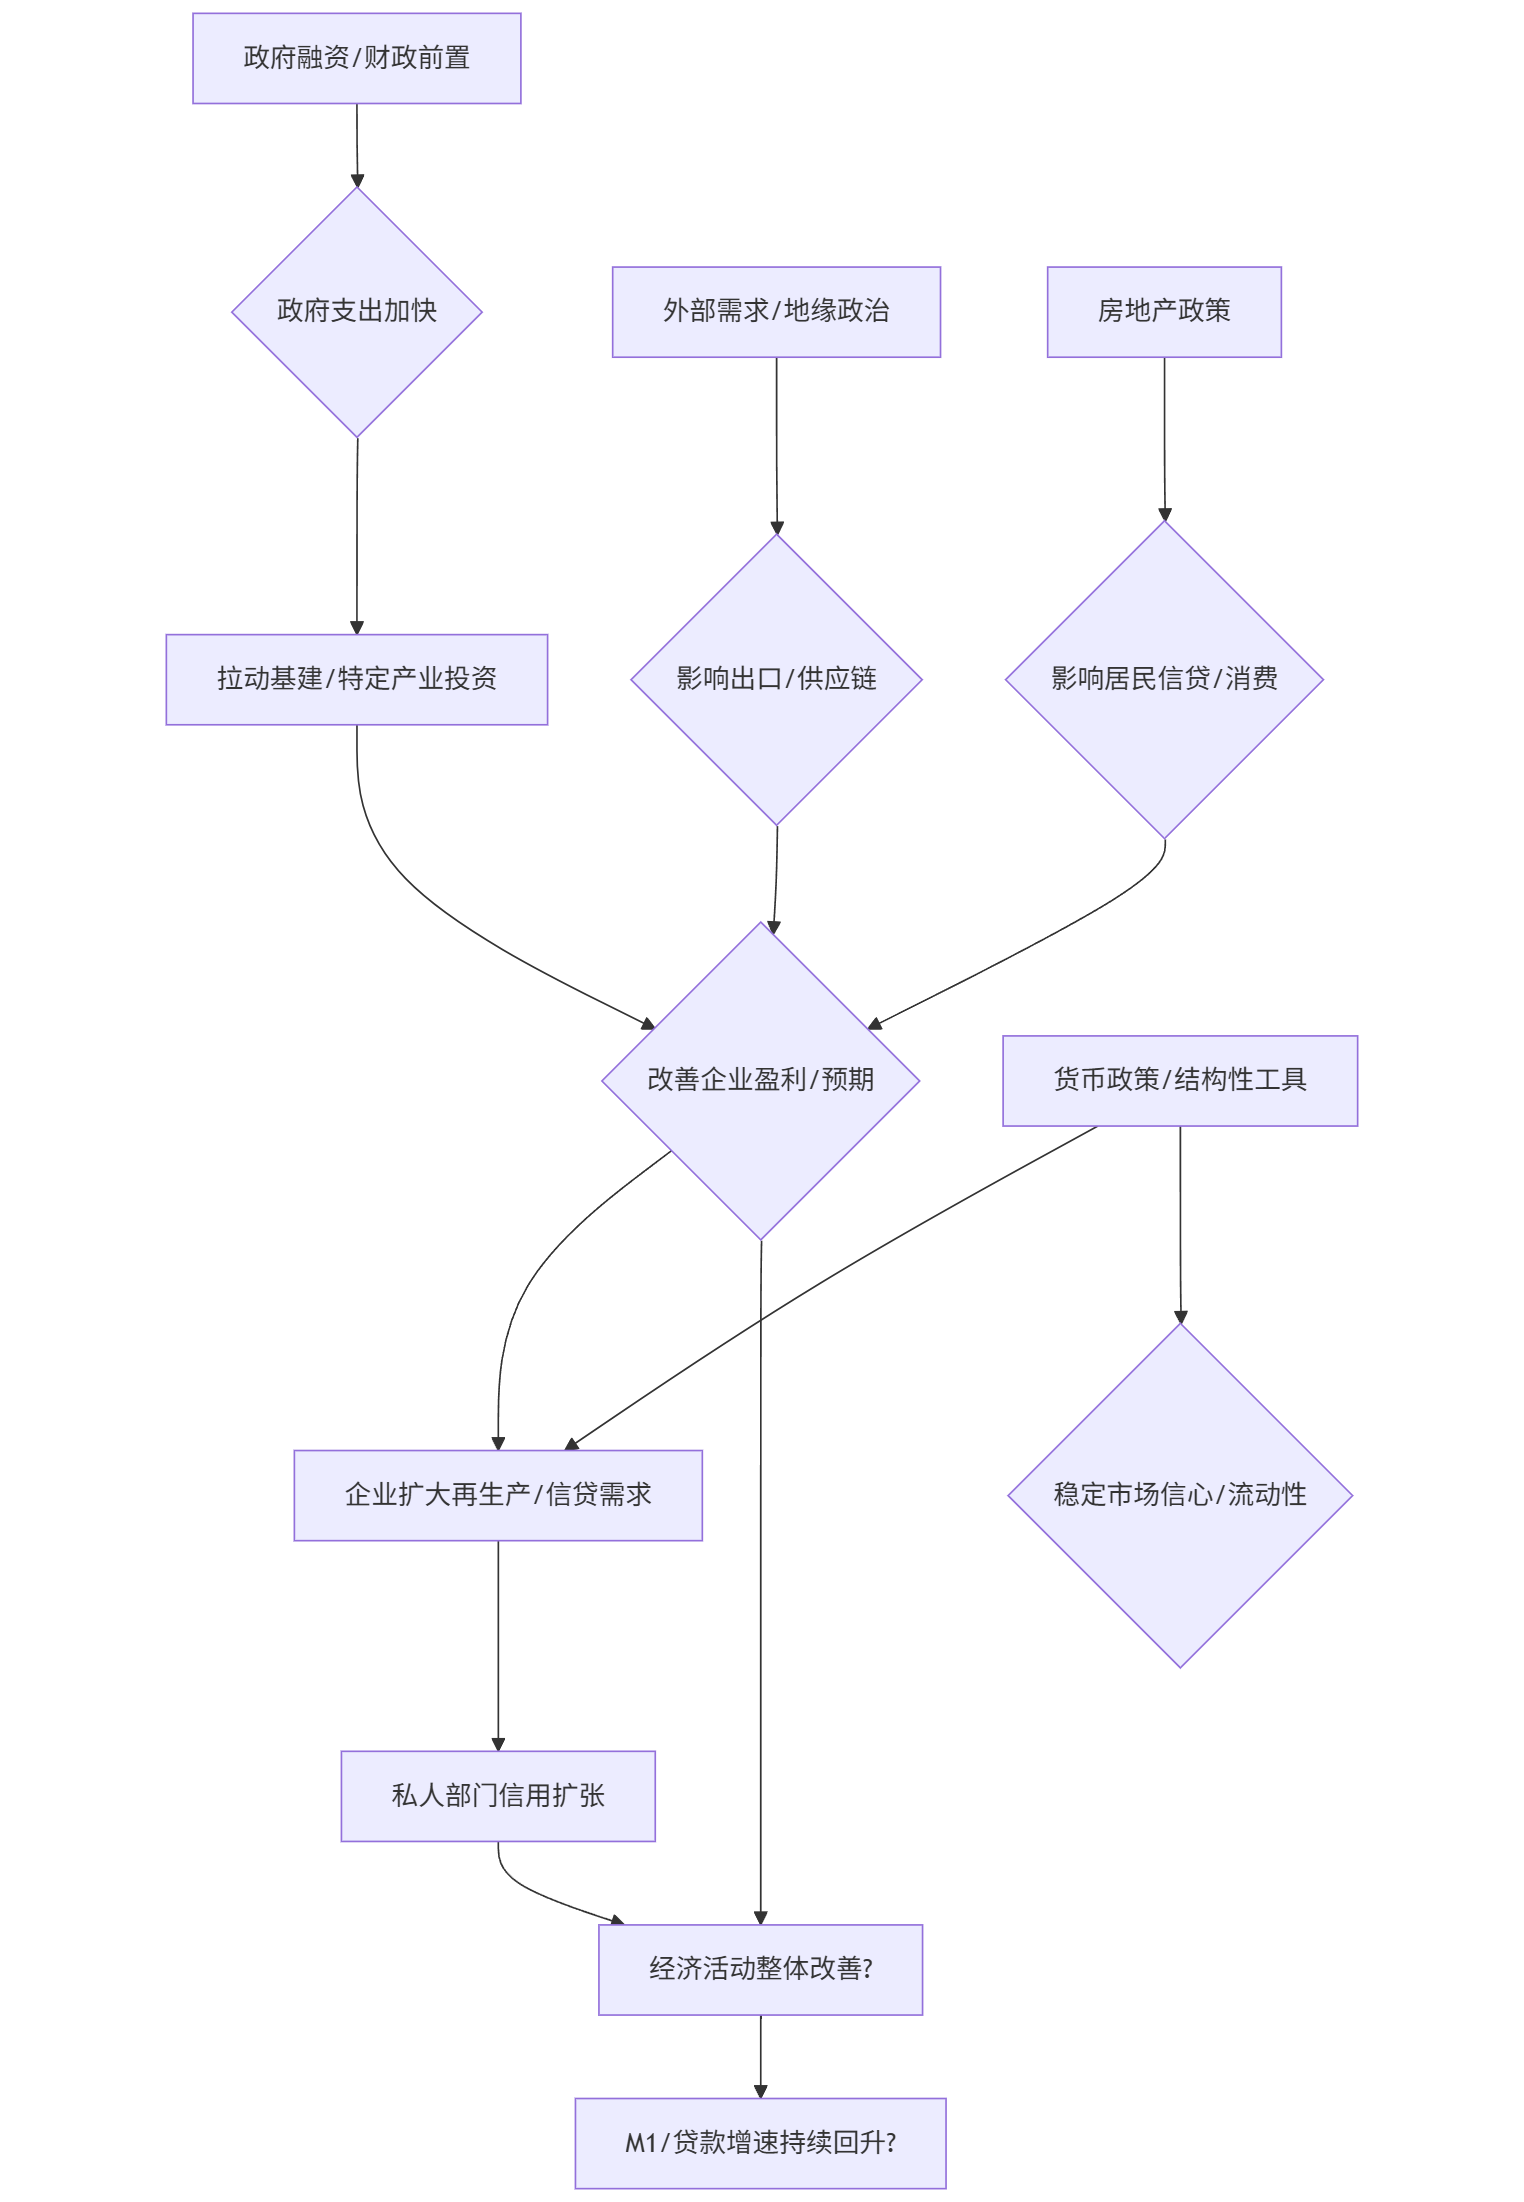 政府融资/财政前置
政府支出加快
外部需求/地缘政治
房地产政策
拉动基建/特定产业投资
影响出口/供应链
影响居民信贷/消费
改善企业盈利/预期
货币政策/结构性工具
企业扩大再生产/信贷需求
稳定市场信心/流动性
私人部门信用扩张
经济活动整体改善?
M1/贷款增速持续回升?